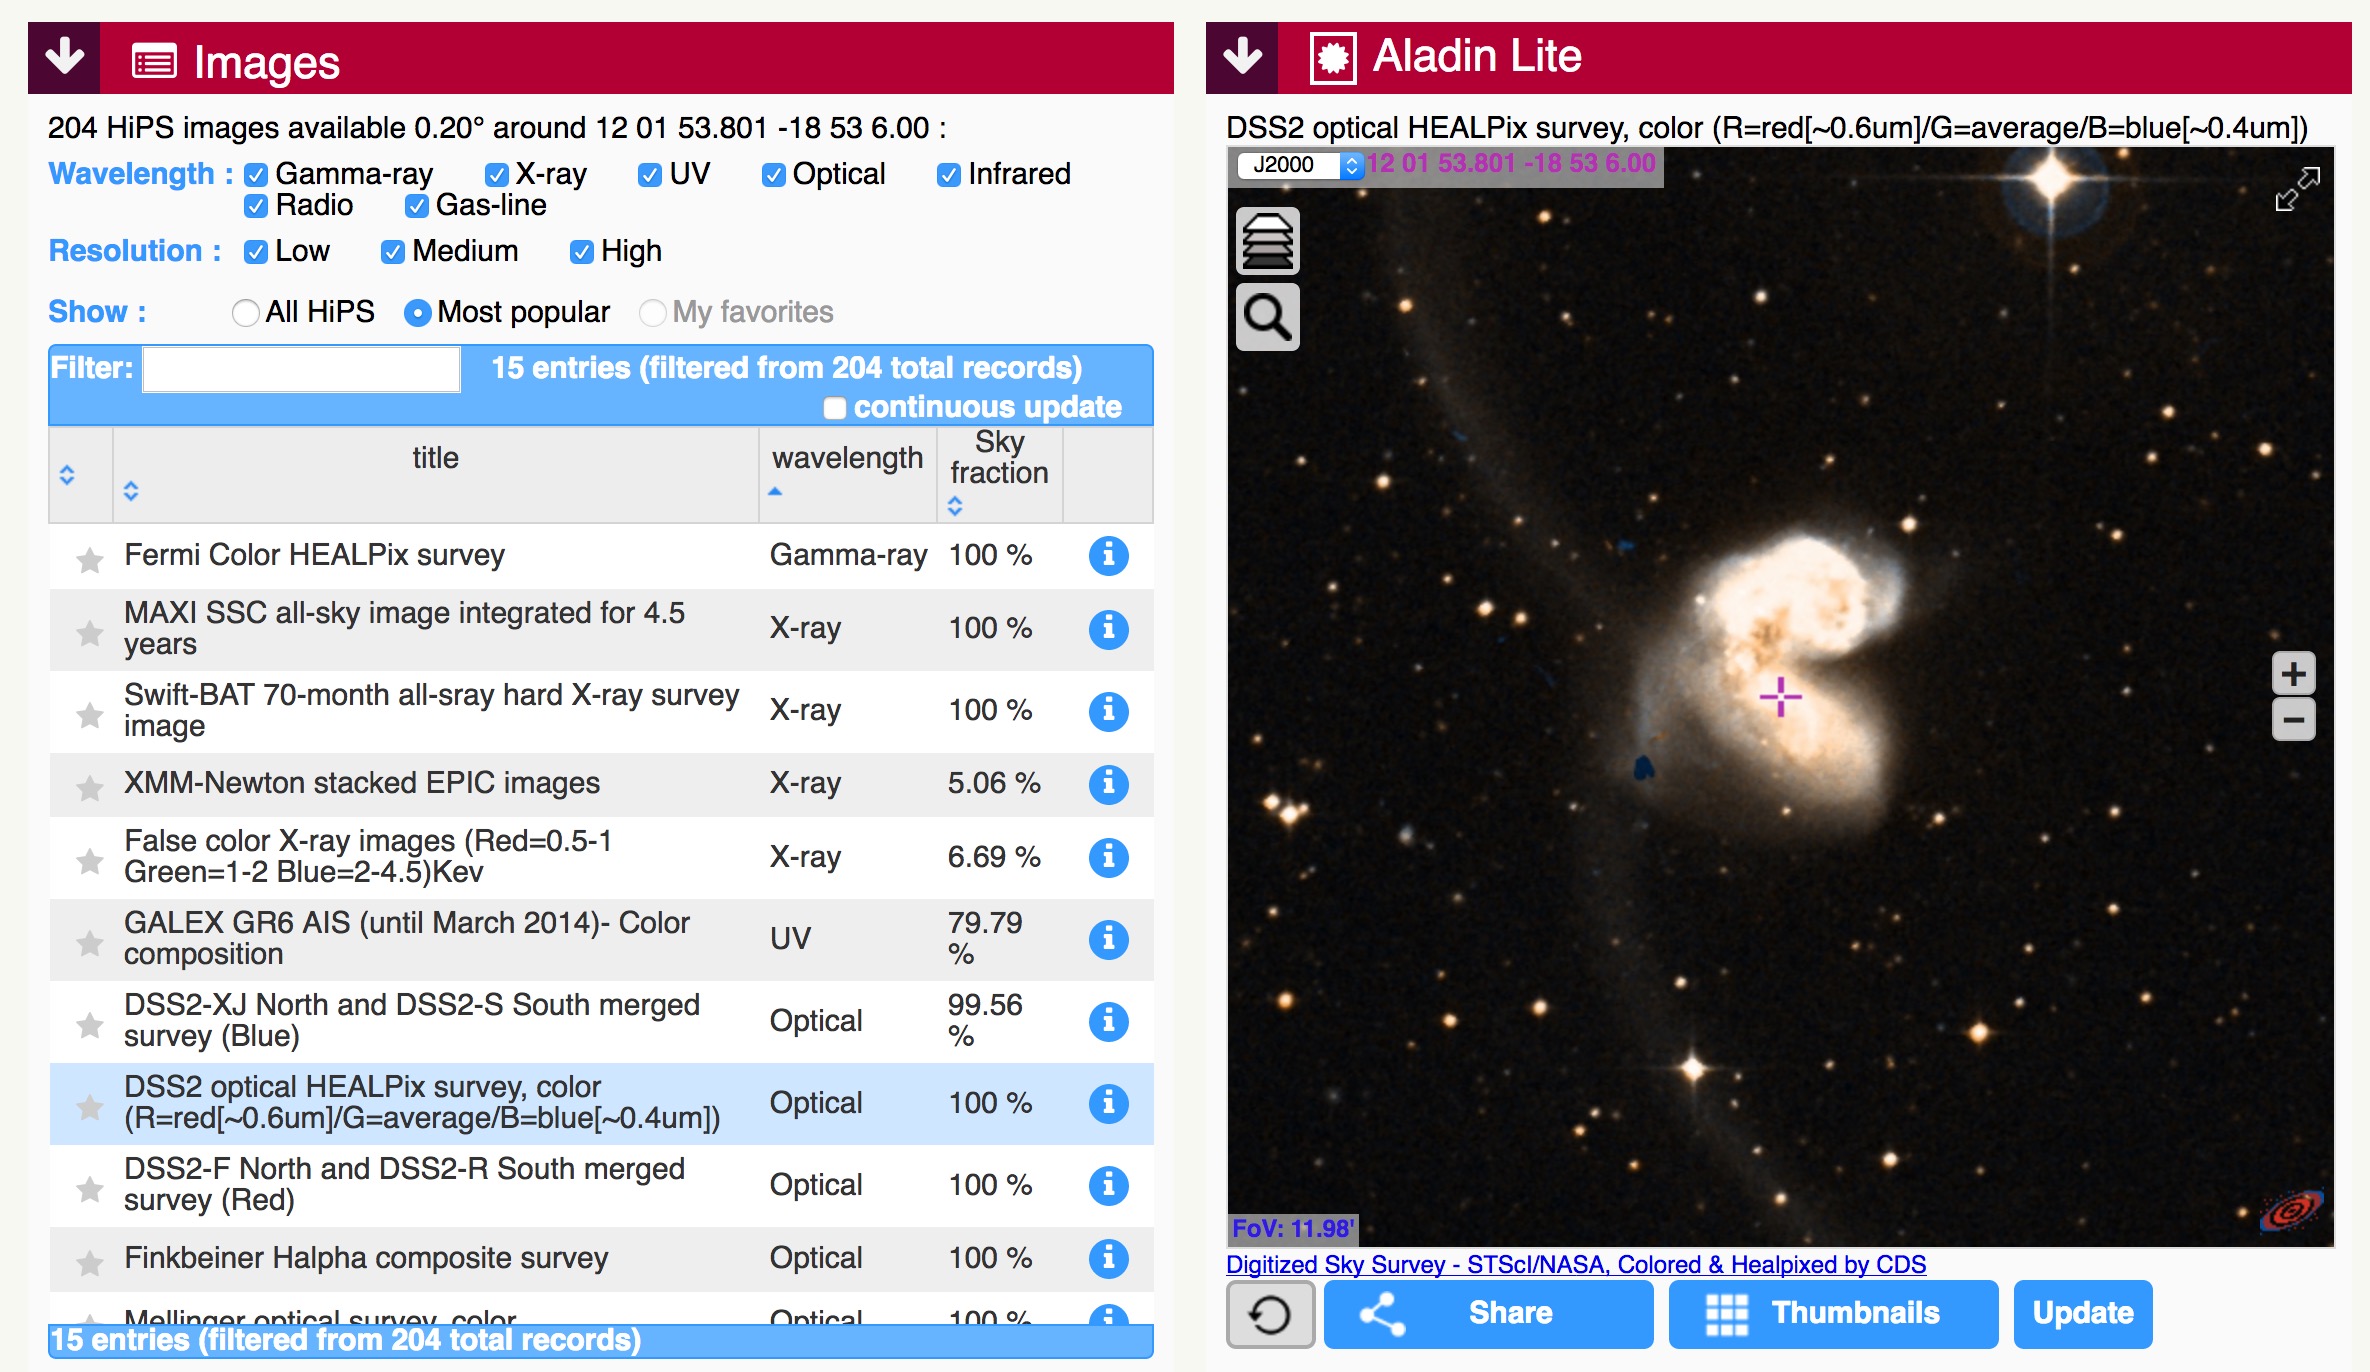 Images
204 HiPS images available 0.20° around 12 01 53.801 -18 53 6.00 :
Wavelength : Gamma-ray X-ray UV Optical Infrared
Radio Gas-line
Resolution : Low Medium High
Show : All HiPS Most popular My favorites
Filter: 15 entries (filtered from 204 total records)
continuous update
title wavelength Sky
fraction
Fermi Color HEALPix survey Gamma-ray 100 %
MAXI SSC all-sky image integrated for 4.5
years X-ray 100 %
Swift-BAT 70-month all-sray hard X-ray survey
image X-ray 100 %
XMM-Newton stacked EPIC images X-ray 5.06 %
False color X-ray images (Red=0.5-1
Green=1-2 Blue=2-4.5)Kev X-ray 6.69 %
GALEX GR6 AIS (until March 2014)- Color
composition UV 79.79
%
DSS2-XJ North and DSS2-S South merged
survey (Blue) Optical 99.56
%
DSS2 optical HEALPix survey, color
(R=red[~0.6um]/G=average/B=blue[~0.4um]) Optical 100 %
DSS2-F North and DSS2-R South merged
survey (Red) Optical 100 %
Finkbeiner Halpha composite survey Optical 100 %
Mellinger optical survey, color Optical 100 %
15 entries (filtered from 204 total records)
Aladin Lite
DSS2 optical HEALPix survey, color (R=red[~0.6um]/G=average/B=blue[~0.4um])
J2000 12 01 53.801 -18 53 6.00
FoV: 11.98'
Digitized Sky Survey - STScI/NASA, Colored & Healpixed by CDS
Share Thumbnails Update